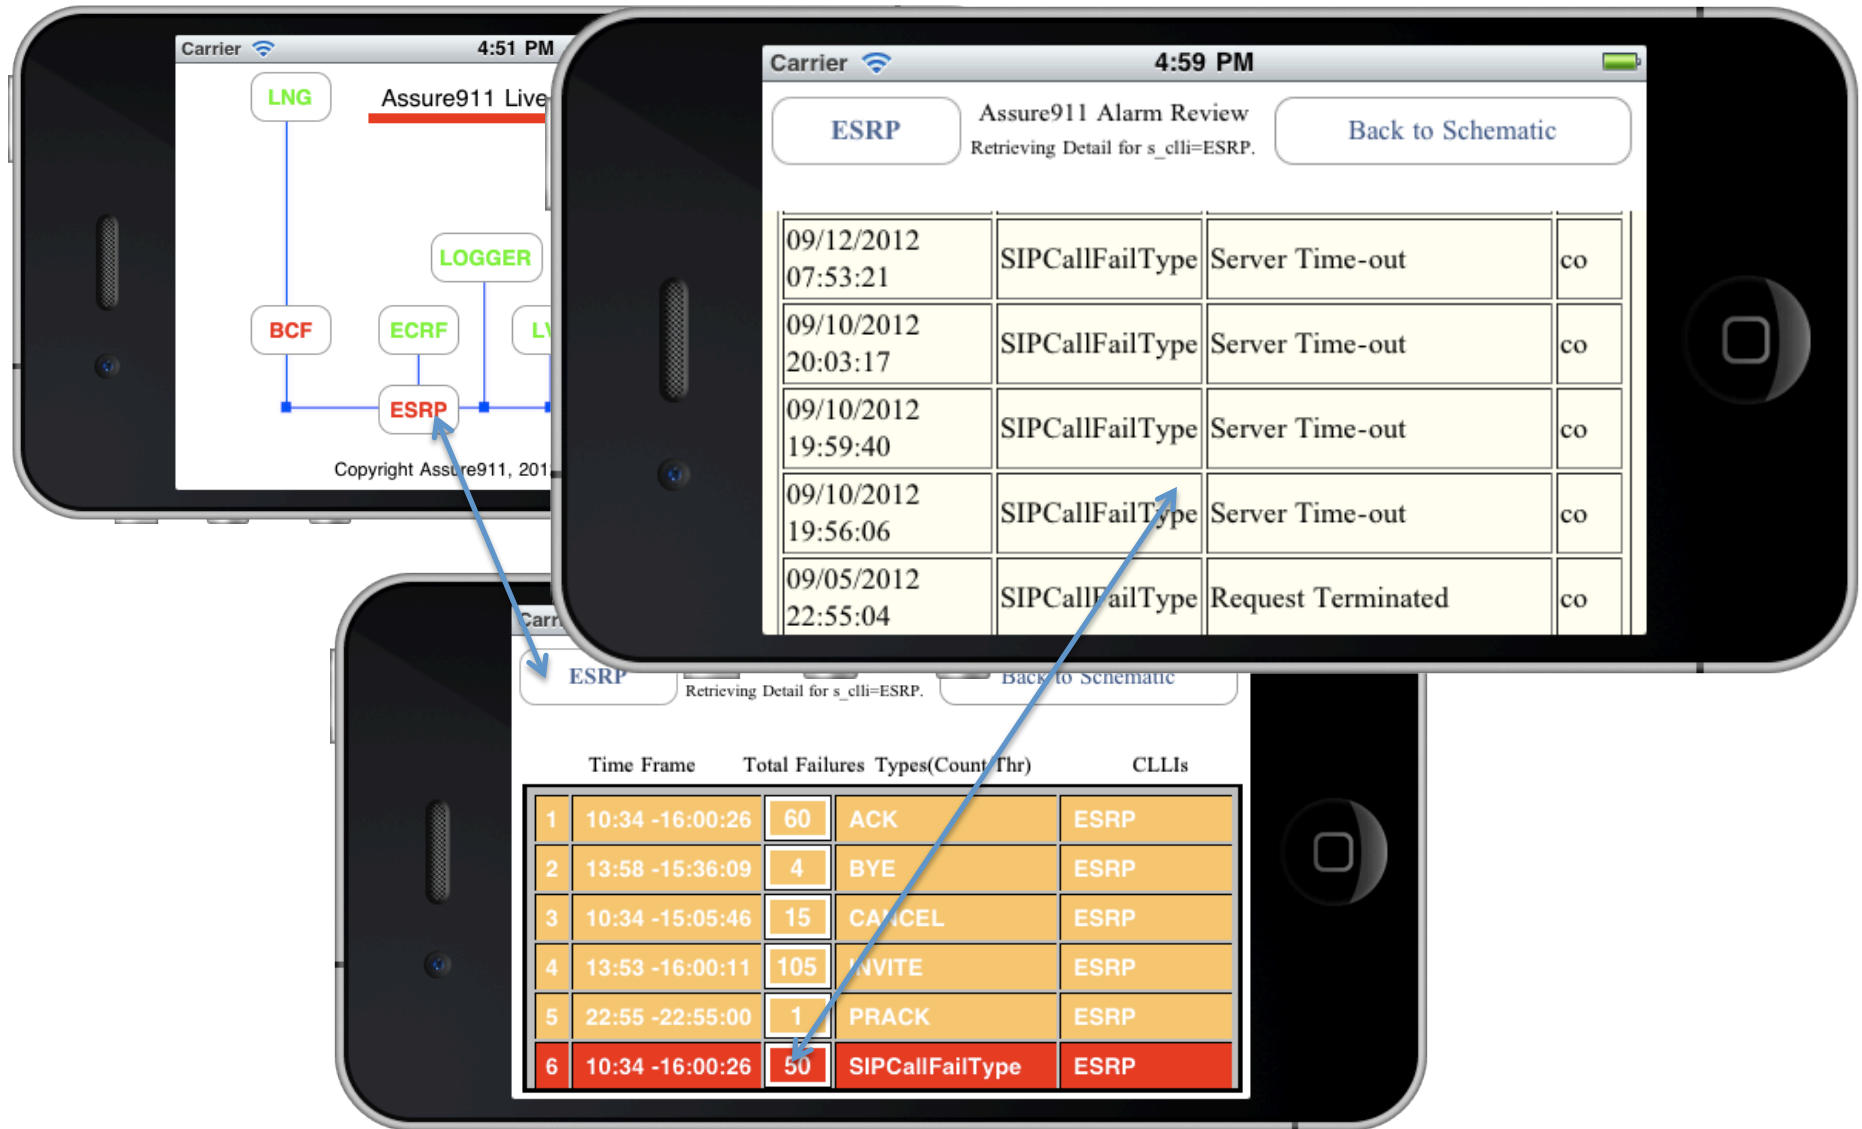 Carrier
4:51 PM
LNG
Assure911 Live
LOGGER
BCF
ECRF
ESRP
Copyright Assure911, 201
Carrier
4:59 PM
ESRP
Assure911 Alarm Review
Retrieving Detail for s_clli=ESRP.
Back to Schematic
09/12/2012
07:53:21
SIPCallFailType
Server Time-out
co
09/10/2012
20:03:17
SIPCallFailType
Server Time-out
co
09/10/2012
19:59:40
SIPCallFailType
Server Time-out
co
09/10/2012
19:56:06
SIPCallFailType
Server Time-out
co
09/05/2012
22:55:04
SIPCallFailType
Request Terminated
co
ESRP
Retrieving Detail for s_clli=ESRP.
Back to Schematic
Time Frame Total Failures Types(Count/Thr) CLLIs
1 10:34 -16:00:26 60 ACK ESRP
2 13:58 -15:36:09 4 BYE ESRP
3 10:34 -15:05:46 15 CANCEL ESRP
4 13:53 -16:00:11 105 INVITE ESRP
5 22:55 -22:55:00 1 PRACK ESRP
6 10:34 -16:00:26 50 SIPCallFailType ESRP